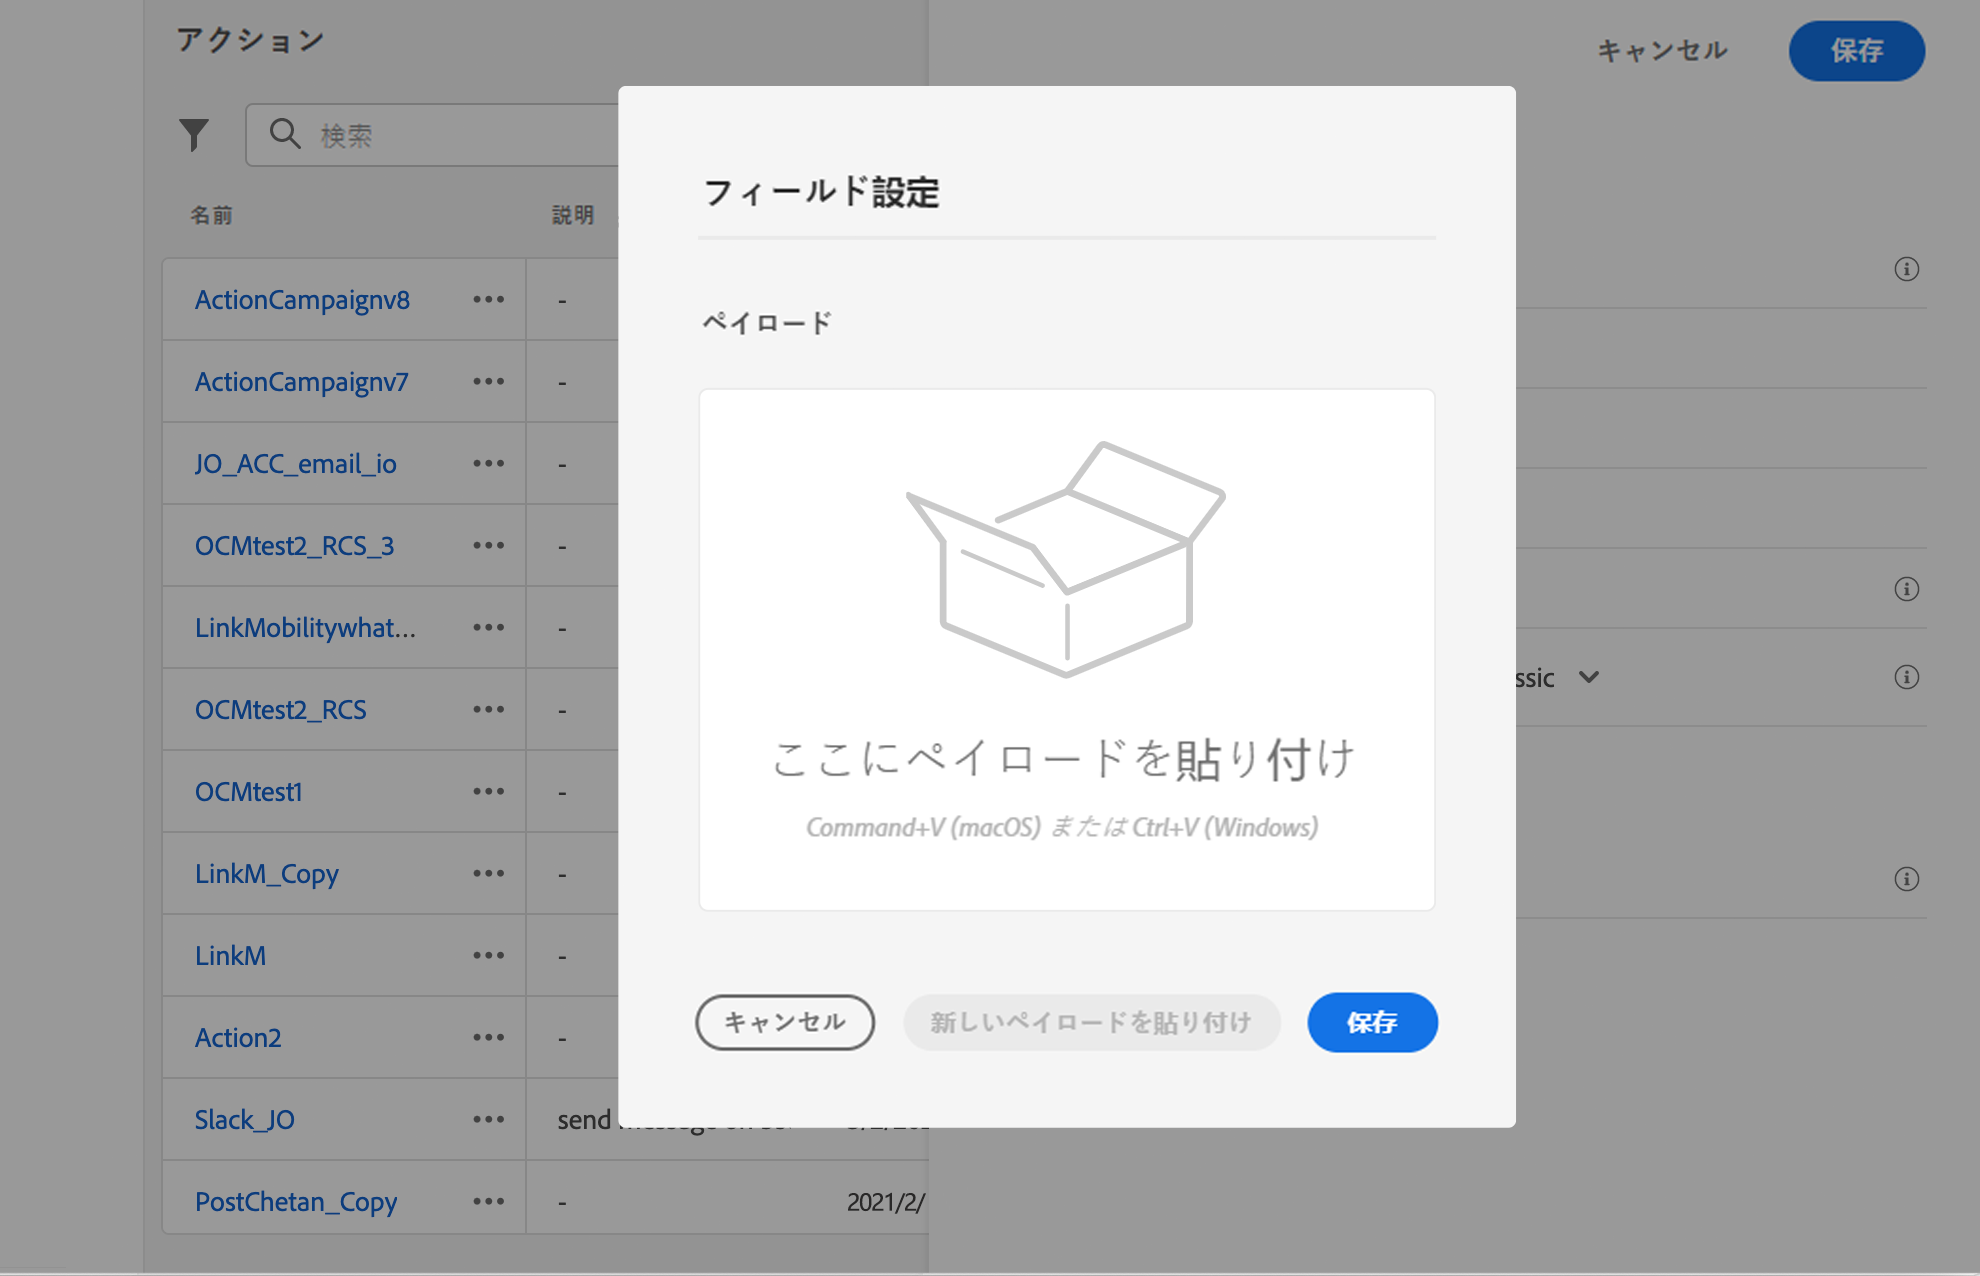 アクション
キャンセル
保存
検索
名前
説明
ActionCampaignv8
-
ActionCampaignv7
-
JO_ACC_email_io
-
OCMtest2_RCS_3
-
LinkMobilitywhat...
-
OCMtest2_RCS
-
OCMtest1
-
LinkM_Copy
-
LinkM
-
Action2
-
Slack_JO
send
PostChetan_Copy
-
2021/2/
ssic
フィールド設定
ペイロード
ここにペイロードを貼り付け
Command+V (macOS) または Ctrl+V (Windows)
キャンセル
新しいペイロードを貼り付け
保存